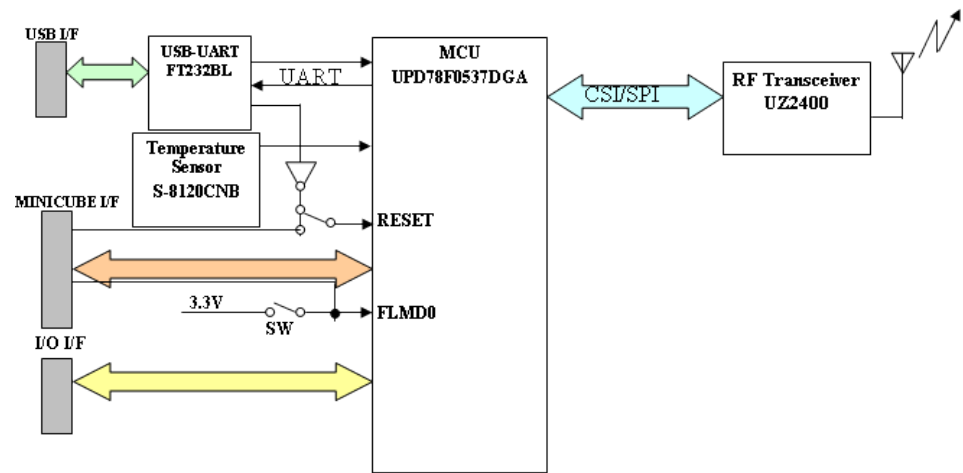 USB I/F
USB-UART
FT232BL
UART
MCU
UPD78F0537DGA
CSI/SPI
RF Transceiver
UZ2400
Temperature
Sensor
S-8120CNB
MINICUBE I/F
RESET
3.3V
SW
FLMD0
I/O I/F